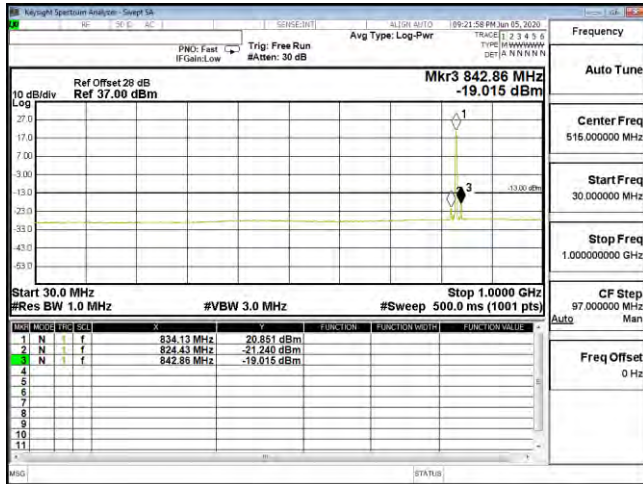 Keysight Spectrum Analyzer - Swept SA
RF 50 Ω AC SENSE:INT ALIGN AUTO 09:21:58 PM Jun 05, 2020
PNO: Fast Trig: Free Run Avg Type: Log-Pwr TRACE 1 2 3 4 5 6
IFGain:Low #Atten: 30 dB TYPE M WWWWW
DET A N N N N N
Ref Offset 28 dB Mkr3 842.86 MHz
10 dB/div Ref 37.00 dBm -19.015 dBm
Log
27.0
17.0
7.00
-3.00
-13.0
-23.0
-33.0
-43.0
-53.0
1
3
-13.00 dBm
Start 30.0 MHz Stop 1.0000 GHz
#Res BW 1.0 MHz #VBW 3.0 MHz #Sweep 500.0 ms (1001 pts)
MKR MODE TRC SCL X Y FUNCTION FUNCTION WIDTH FUNCTION VALUE
1 N 1 f 834.13 MHz 20.851 dBm
2 N 1 f 824.43 MHz -21.240 dBm
3 N 1 f 842.86 MHz -19.015 dBm
4
5
6
7
8
9
10
11
MSG STATUS
Frequency
Auto Tune
Center Freq
515.000000 MHz
Start Freq
30.000000 MHz
Stop Freq
1.000000000 GHz
CF Step
97.000000 MHz
Auto Man
Freq Offset
0 Hz